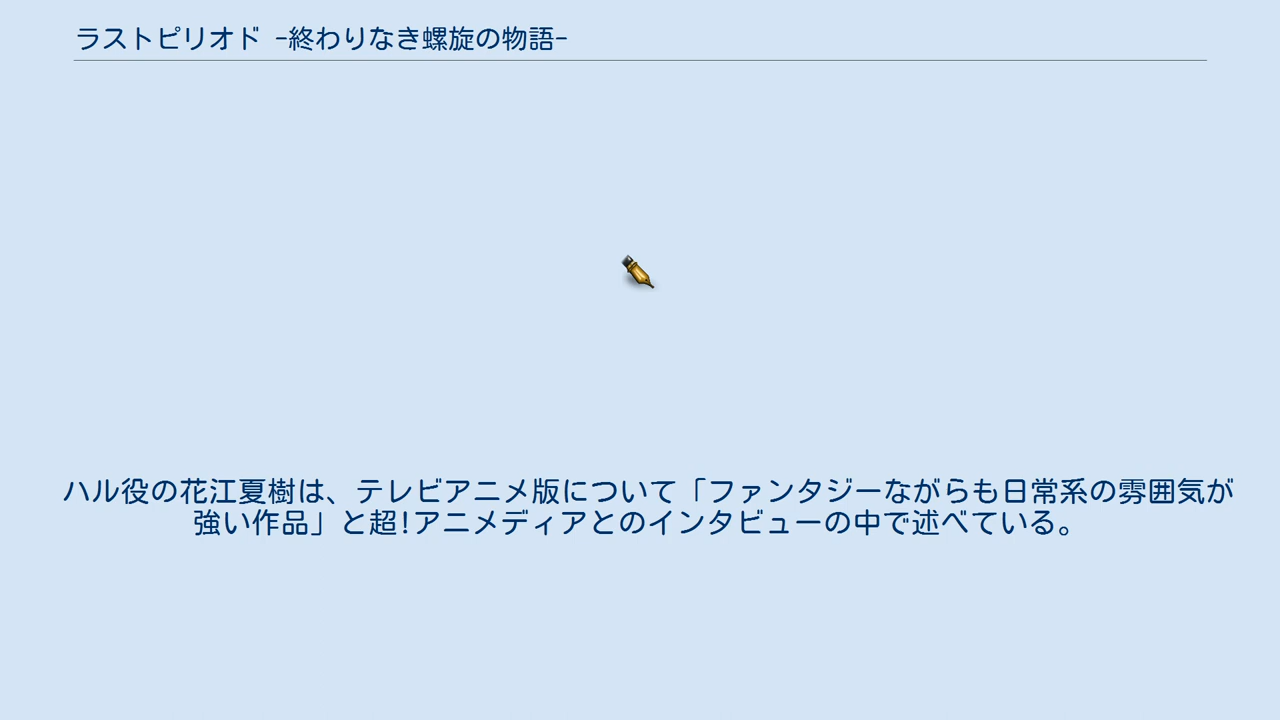 ラストピリオド -終わりなき螺旋の物語-
ハル役の花江夏樹は、テレビアニメ版について「ファンタジーながらも日常系の雰囲気が
強い作品」と超!アニメディアとのインタビューの中で述べている。